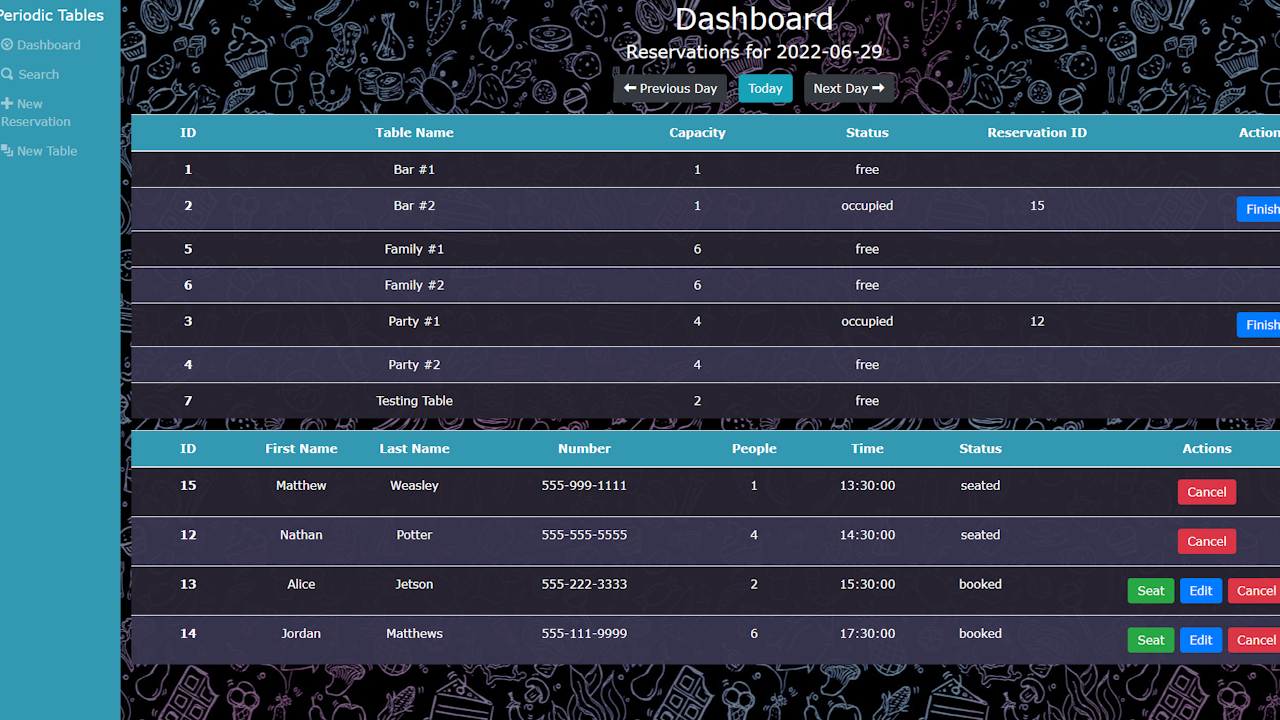 Periodic Tables
Dashboard
Search
New
Reservation
New Table
Dashboard
Reservations for 2022-06-29
Previous Day Today Next Day
ID Table Name Capacity Status Reservation ID Action
1 Bar #1 1 free
2 Bar #2 1 occupied 15 Finish
5 Family #1 6 free
6 Family #2 6 free
3 Party #1 4 occupied 12 Finish
4 Party #2 4 free
7 Testing Table 2 free
ID First Name Last Name Number People Time Status Actions
15 Matthew Weasley 555-999-1111 1 13:30:00 seated Cancel
12 Nathan Potter 555-555-5555 4 14:30:00 seated Cancel
13 Alice Jetson 555-222-3333 2 15:30:00 booked Seat Edit Cancel
14 Jordan Matthews 555-111-9999 6 17:30:00 booked Seat Edit Cancel